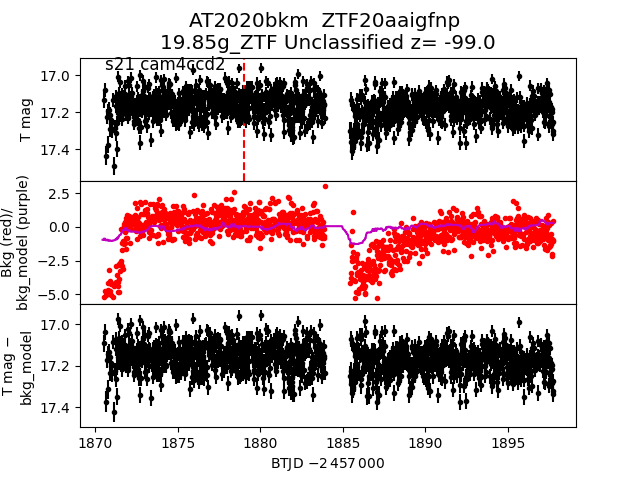 AT2020bkm  ZTF20aaigfnp
19.85g_ZTF Unclassified z= -99.0
s21 cam4ccd2
T mag
17.0
17.2
17.4
Bkg (red)/
bkg_model (purple)
2.5
0.0
−2.5
−5.0
T mag −
bkg_model
17.0
17.2
17.4
1870
1875
1880
1885
1890
1895
BTJD −2 457 000